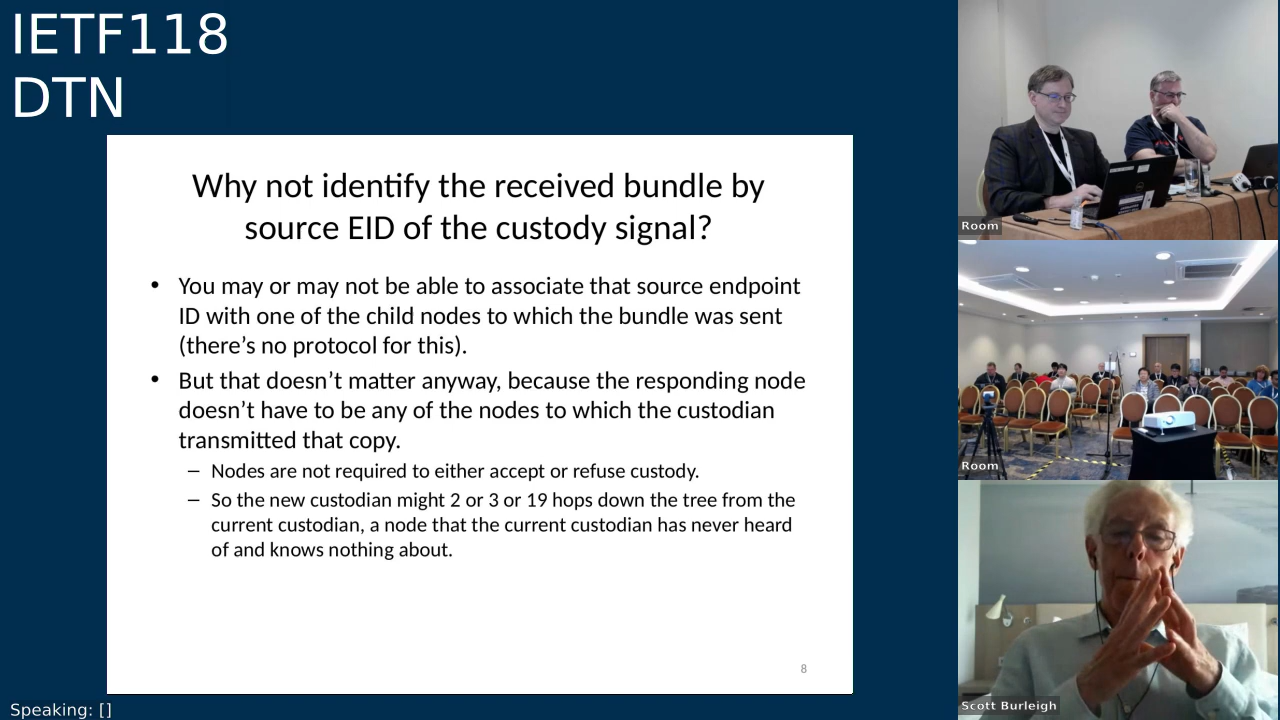 IETF118
DTN
Why not identify the received bundle by
source EID of the custody signal?
• You may or may not be able to associate that source endpoint
ID with one of the child nodes to which the bundle was sent
(there’s no protocol for this).
• But that doesn’t matter anyway, because the responding node
doesn’t have to be any of the nodes to which the custodian
transmitted that copy.
– Nodes are not required to either accept or refuse custody.
– So the new custodian might 2 or 3 or 19 hops down the tree from the
current custodian, a node that the current custodian has never heard
of and knows nothing about.
8
Room
Room
Scott Burleigh
Speaking: []